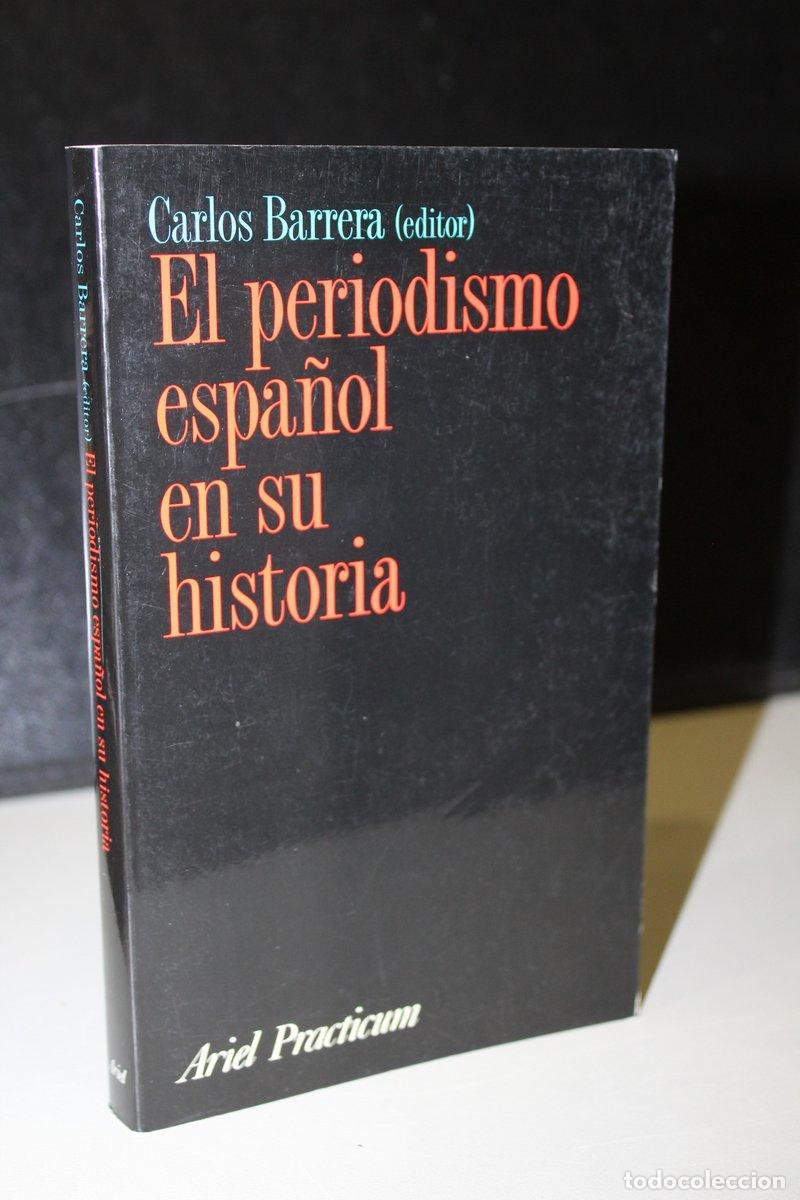 Carlos Barrera (editor)
El periodismo
español
en su
historia
Ariel Practicum
Carlos Barrera (editor) El periodismo español en su historia
Ariel
todocoleccion